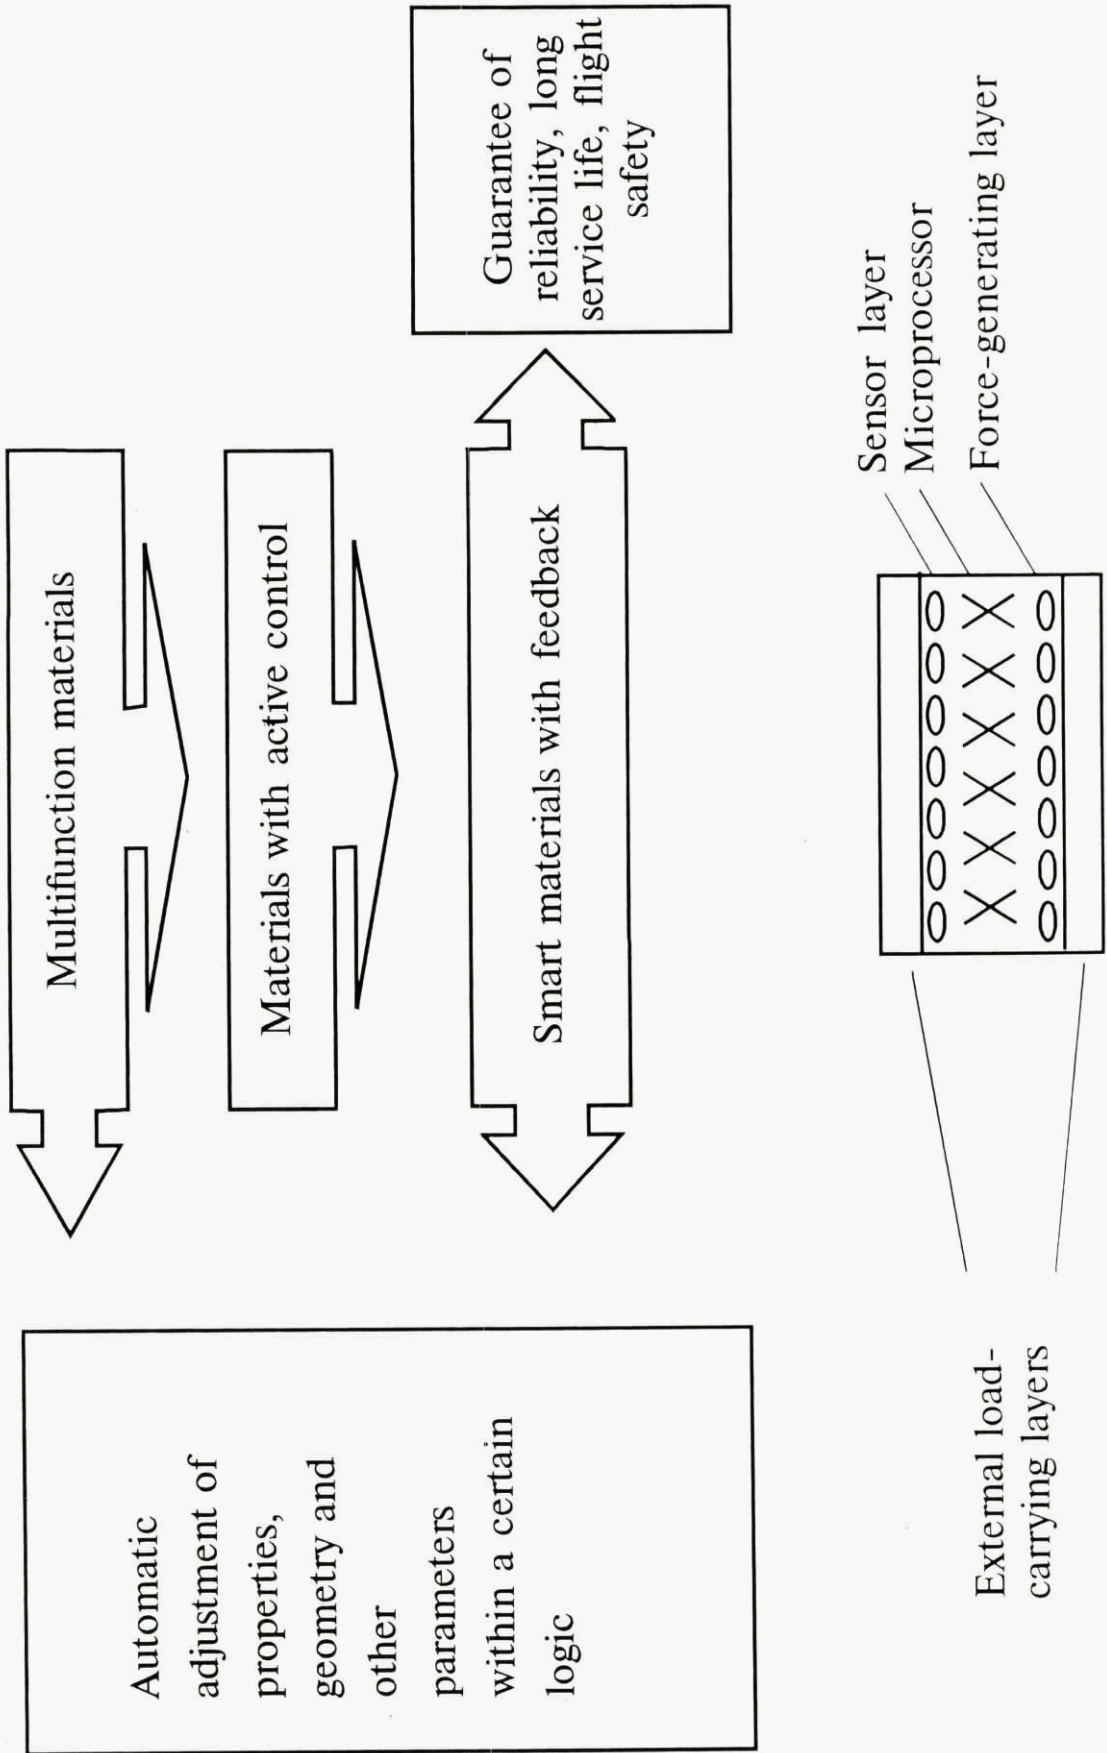 Multifunction materials
Materials with active control
Smart materials with feedback
Automatic
adjustment of
properties,
geometry and
other
parameters
within a certain
logic
Guarantee of
reliability, long
service life, flight
safety
External load-
carrying layers
Sensor layer
Microprocessor
Force-generating layer